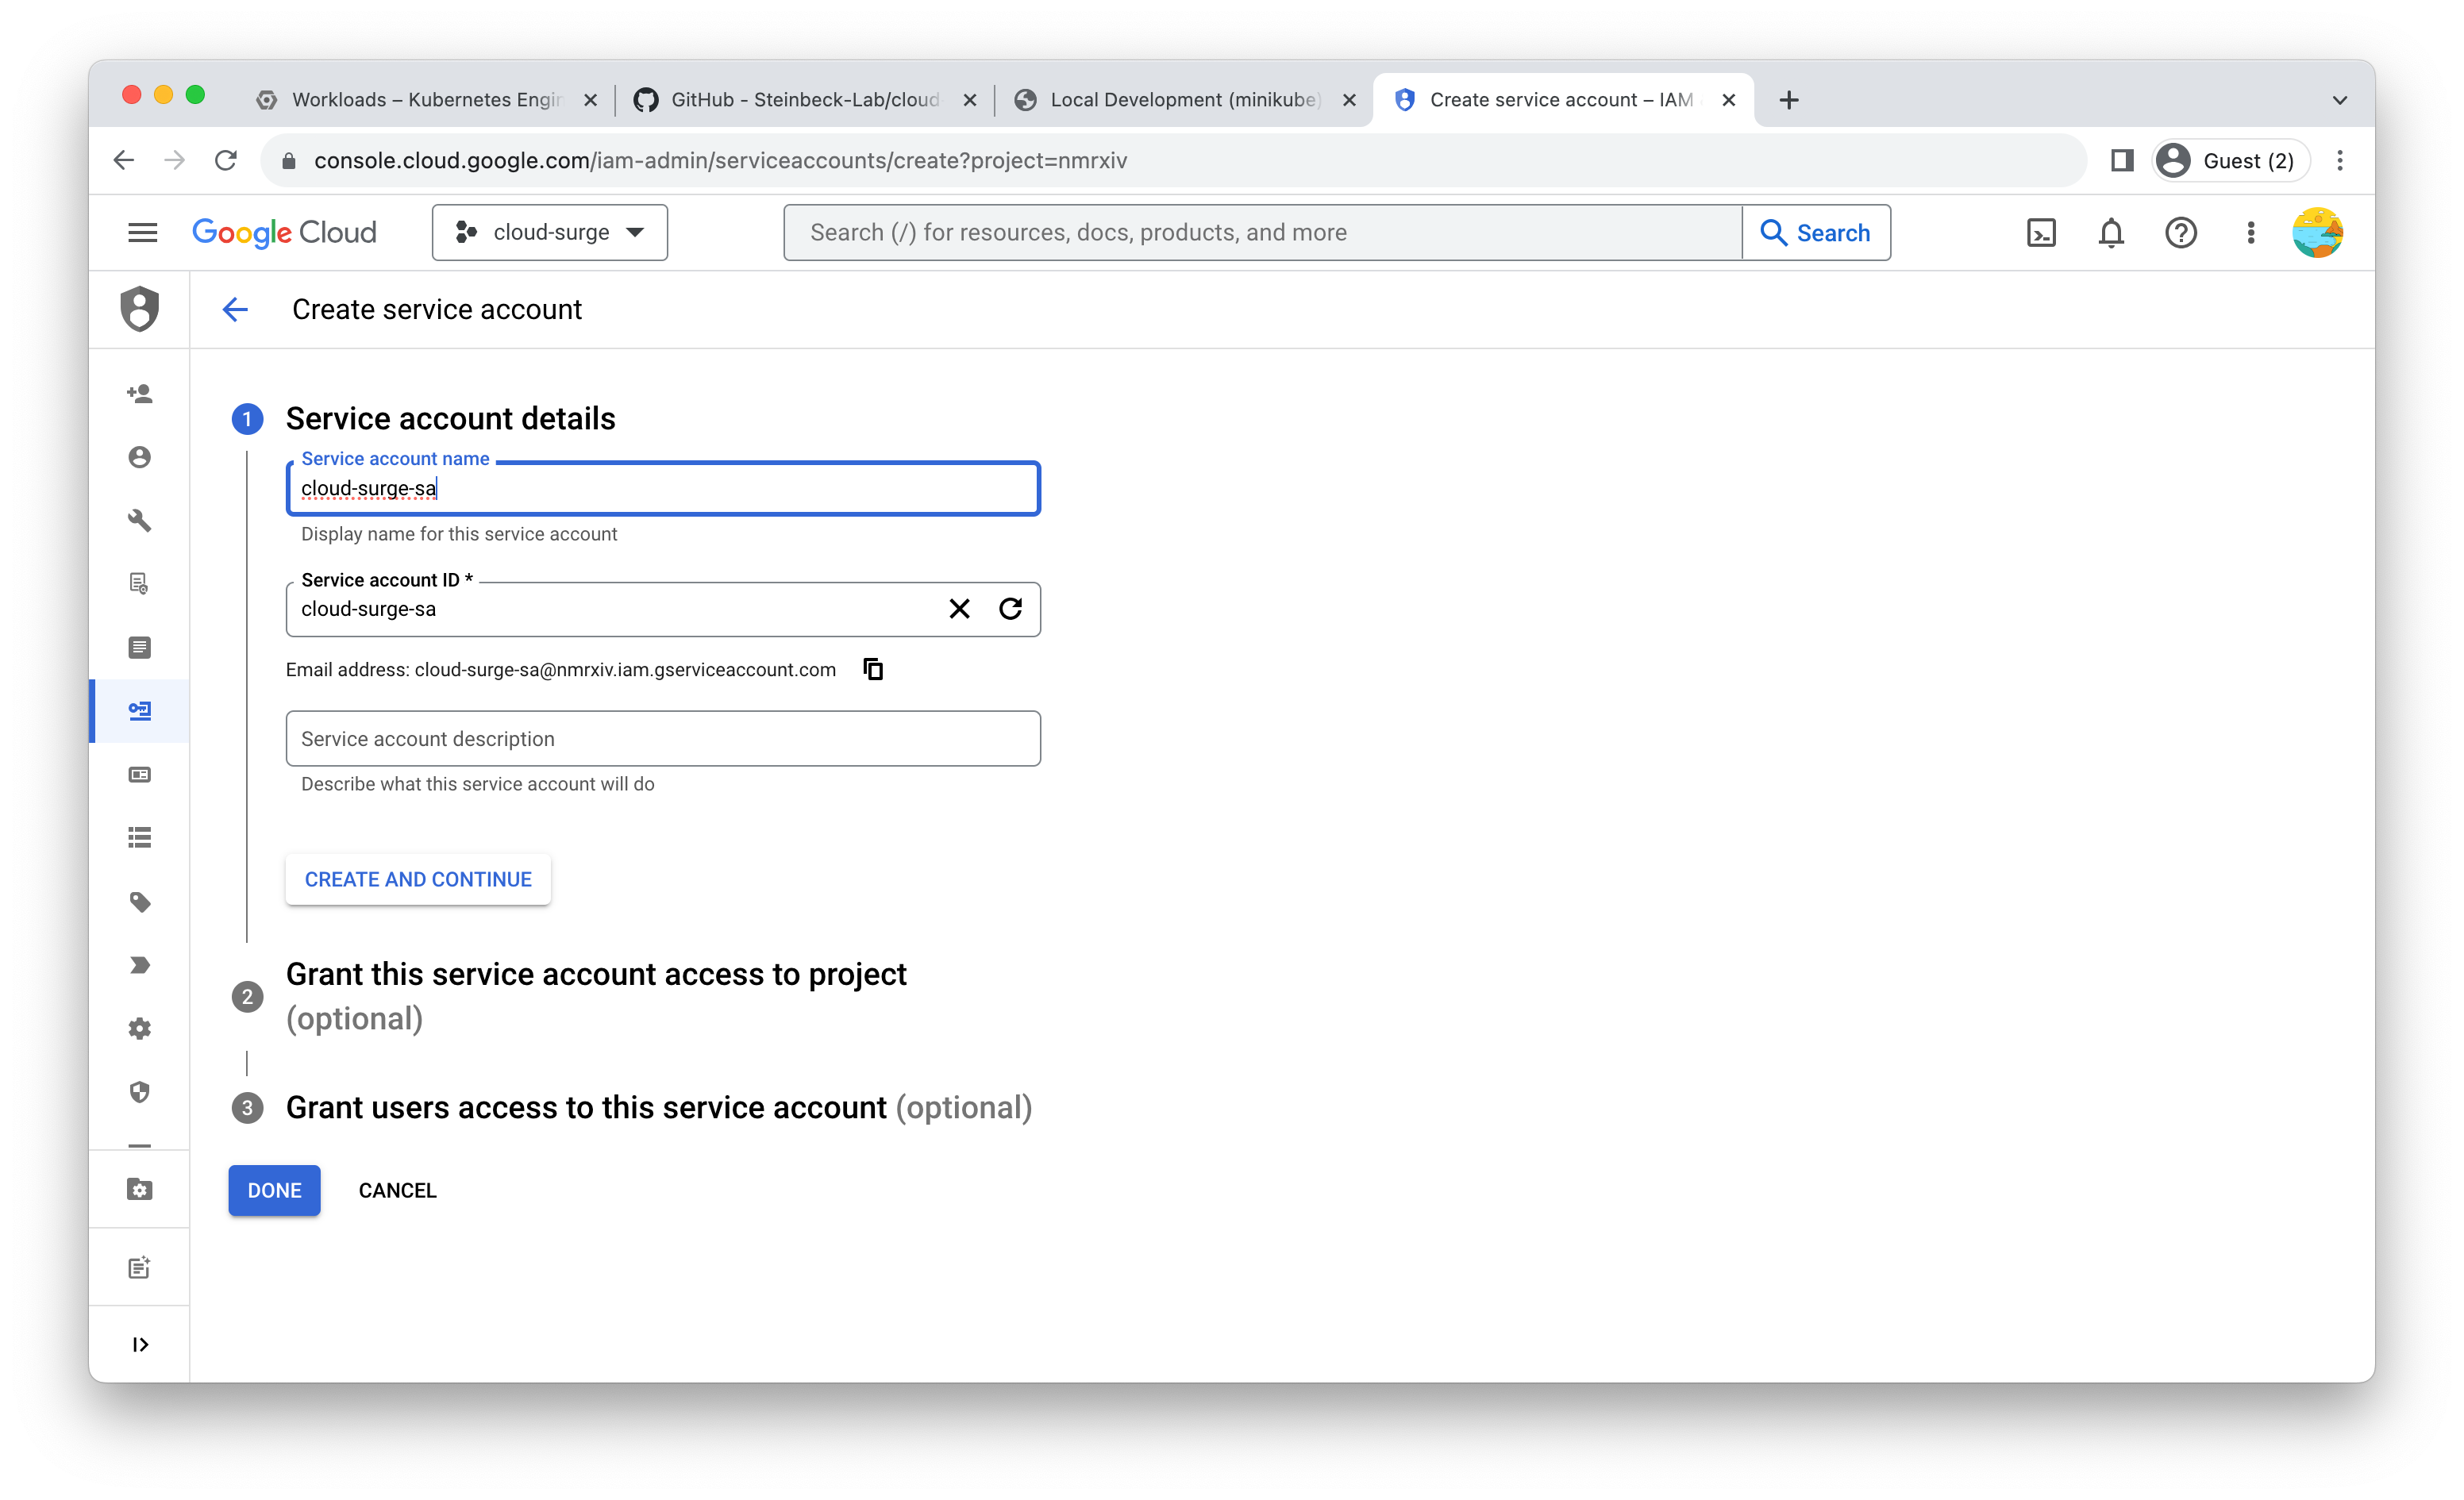 Workloads – Kubernetes Engin
GitHub - Steinbeck-Lab/cloud
Local Development (minikube)
Create service account – IAM
console.cloud.google.com/iam-admin/serviceaccounts/create?project=nmrxiv
Guest (2)
Google Cloud
cloud-surge
Search (/) for resources, docs, products, and more
Search
Create service account
1
Service account details
Service account name
cloud-surge-sa
Display name for this service account
Service account ID *
cloud-surge-sa
Email address: cloud-surge-sa@nmrxiv.iam.gserviceaccount.com
Service account description
Describe what this service account will do
CREATE AND CONTINUE
2
Grant this service account access to project
(optional)
3
Grant users access to this service account (optional)
DONE
CANCEL